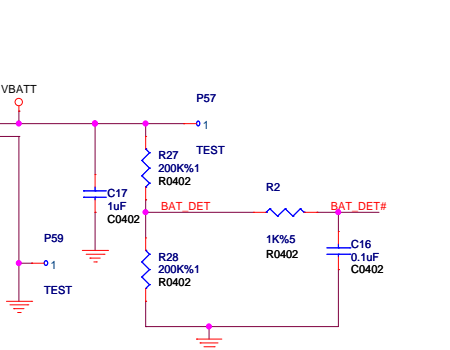 VBATT
P57
1
TEST
R27
200K%1
R0402
C17
1uF
C0402
BAT_DET
R2
1K%5
R0402
BAT_DET#
C16
0.1uF
C0402
P59
1
TEST
R28
200K%1
R0402